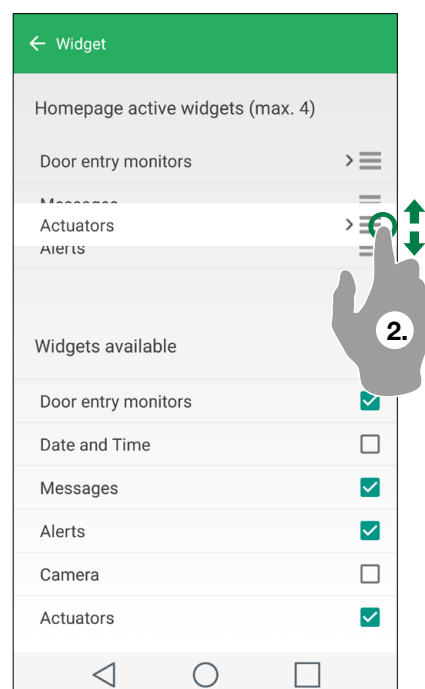 Widget
Homepage active widgets (max. 4)
Door entry monitors
Messages
Actuators
Alerts
2.
Widgets available
Door entry monitors
Date and Time
Messages
Alerts
Camera
Actuators